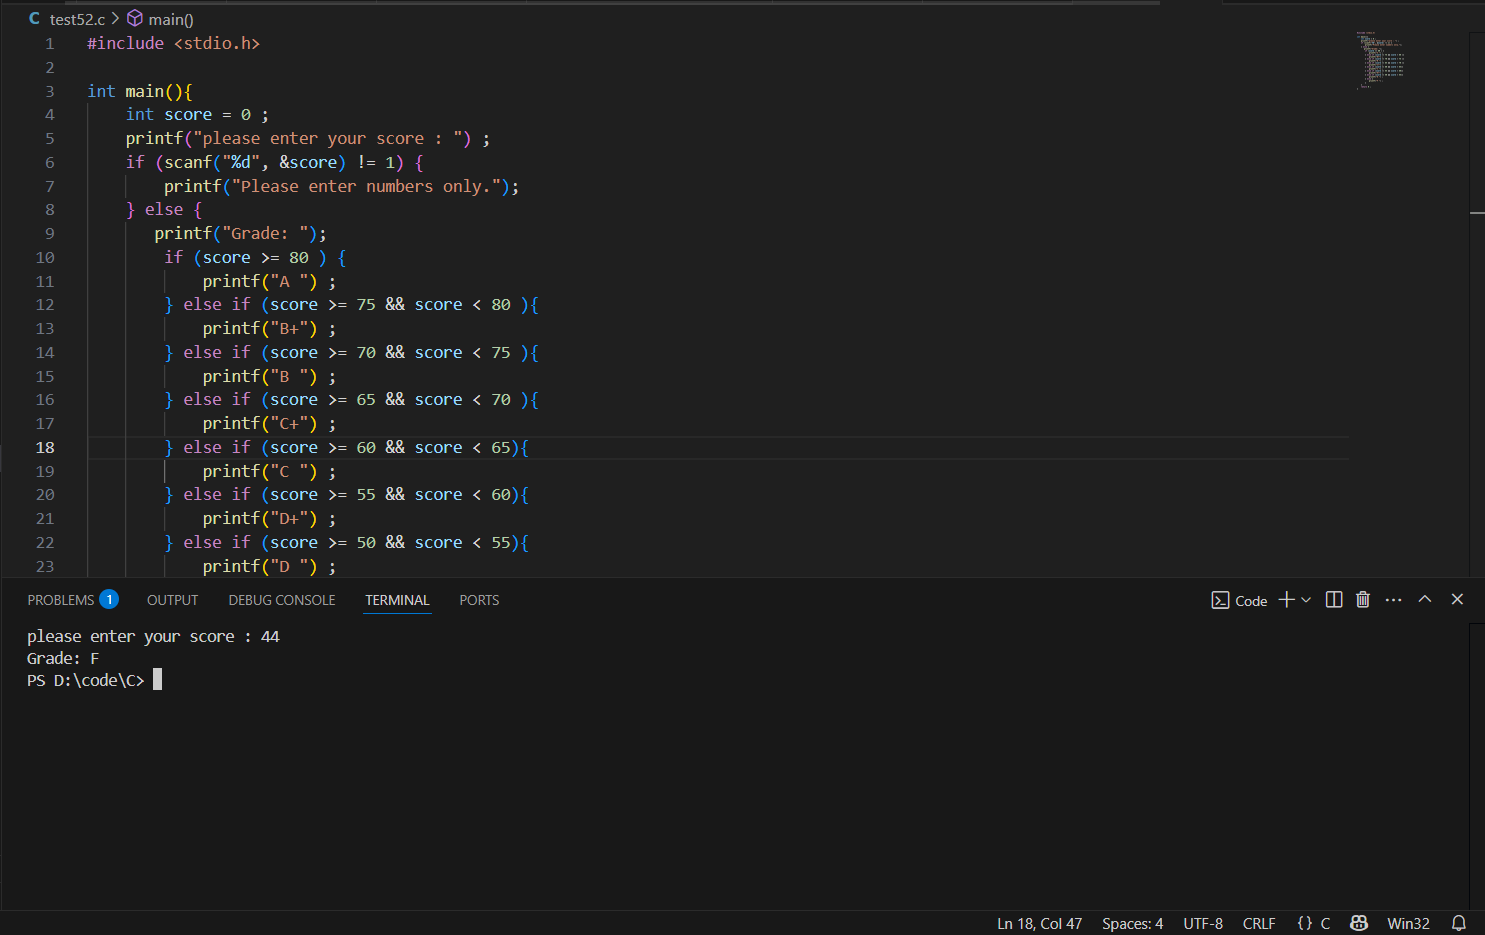 C test52.c > main()
1 #include <stdio.h>
2
3 int main(){
4     int score = 0 ;
5     printf("please enter your score : ") ;
6     if (scanf("%d", &score) != 1) {
7         printf("Please enter numbers only.");
8     } else {
9        printf("Grade: ");
10         if (score >= 80 ) {
11             printf("A ") ;
12         } else if (score >= 75 && score < 80 ){
13             printf("B+") ;
14         } else if (score >= 70 && score < 75 ){
15             printf("B ") ;
16         } else if (score >= 65 && score < 70 ){
17             printf("C+") ;
18         } else if (score >= 60 && score < 65){
19             printf("C ") ;
20         } else if (score >= 55 && score < 60){
21             printf("D+") ;
22         } else if (score >= 50 && score < 55){
23             printf("D ") ;
PROBLEMS 1 OUTPUT DEBUG CONSOLE TERMINAL PORTS Code
please enter your score : 44
Grade: F
PS D:\code\C>
Ln 18, Col 47 Spaces: 4 UTF-8 CRLF {} C Win32